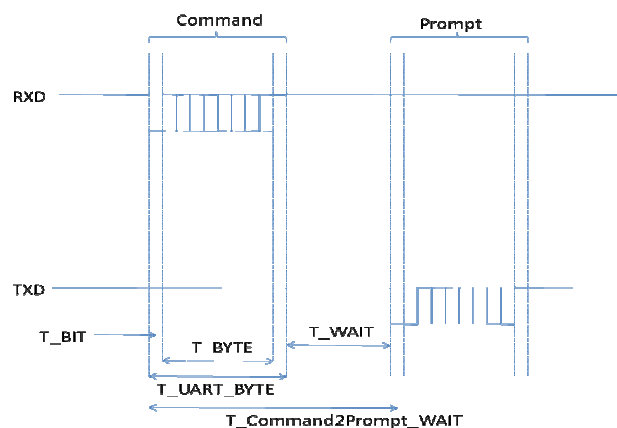 Command
Prompt
RXD
TXD
T_BIT
T_WAIT
T_BYTE
T_UART_BYTE
T_Command2Prompt_WAIT